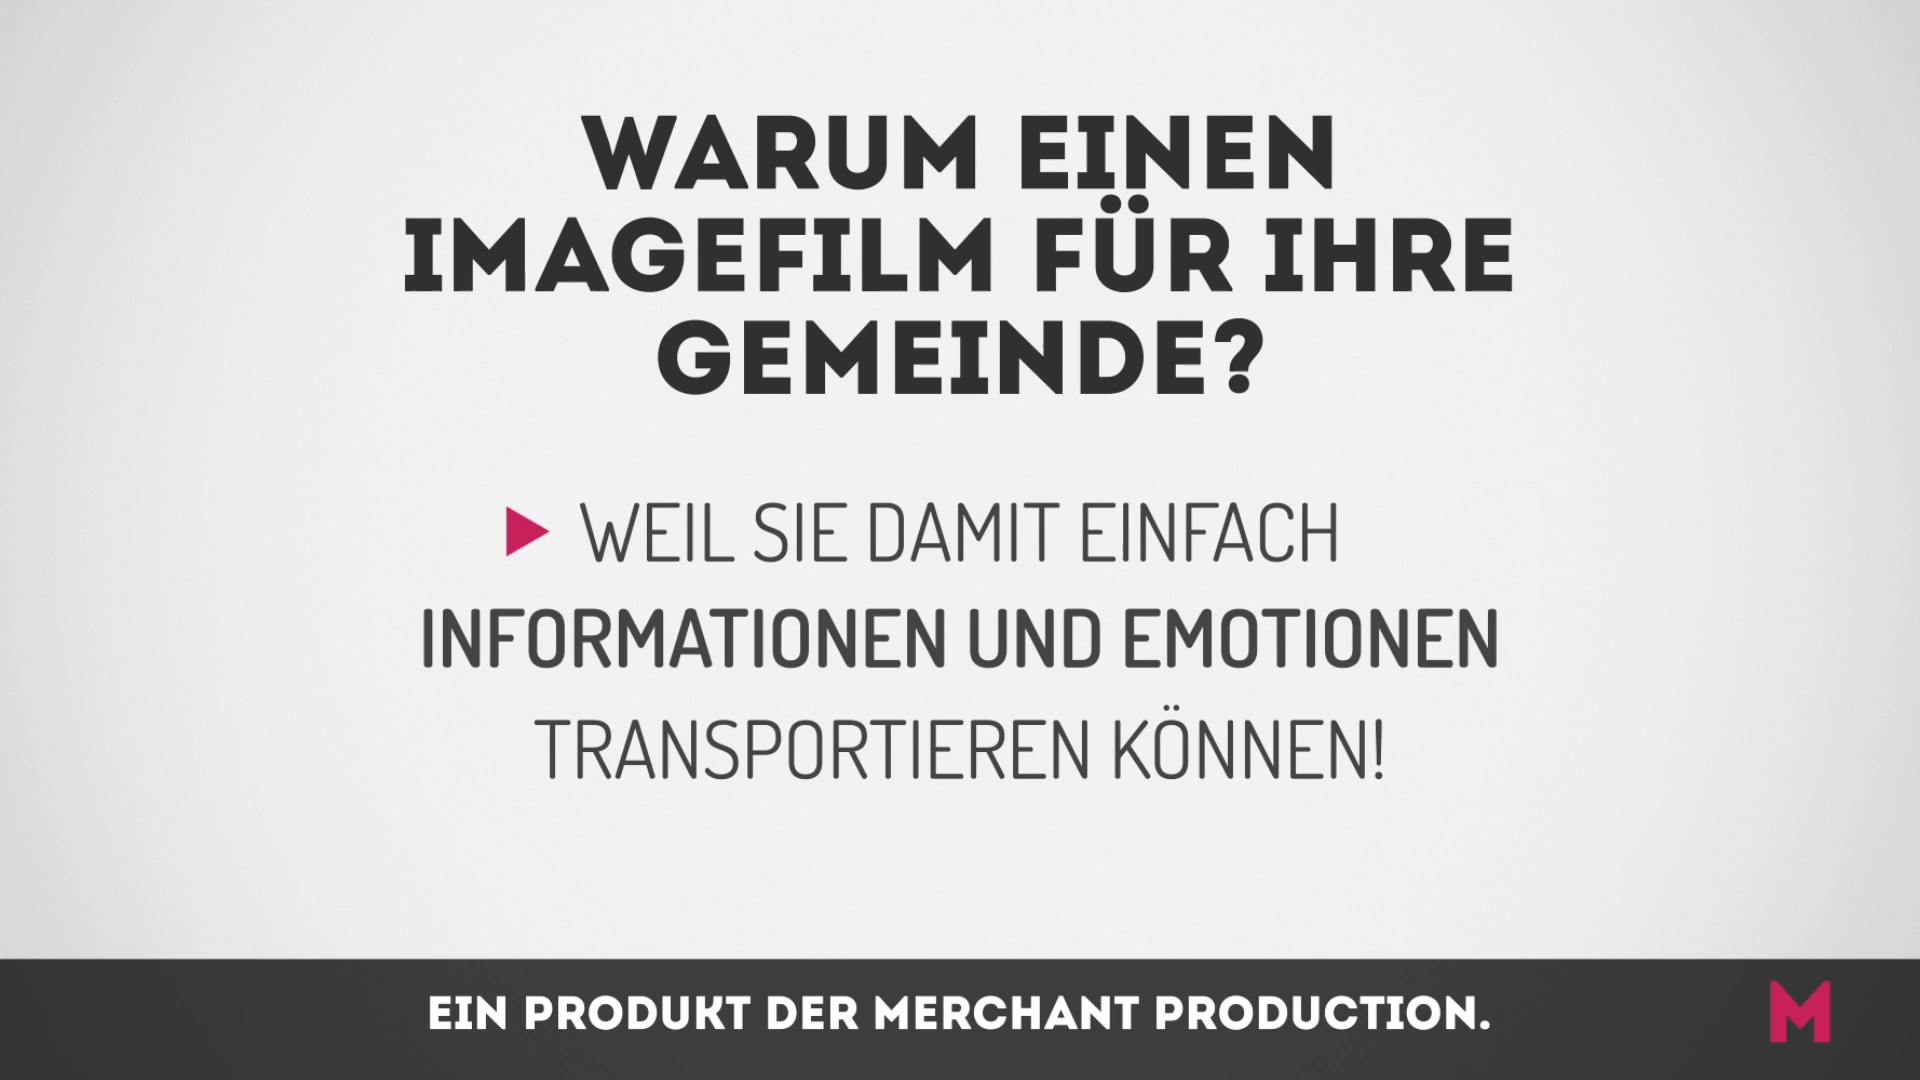 WARUM EINEN
IMAGEFILM FÜR IHRE
GEMEINDE?
WEIL SIE DAMIT EINFACH
INFORMATIONEN UND EMOTIONEN
TRANSPORTIEREN KÖNNEN!
EIN PRODUKT DER MERCHANT PRODUCTION.
M